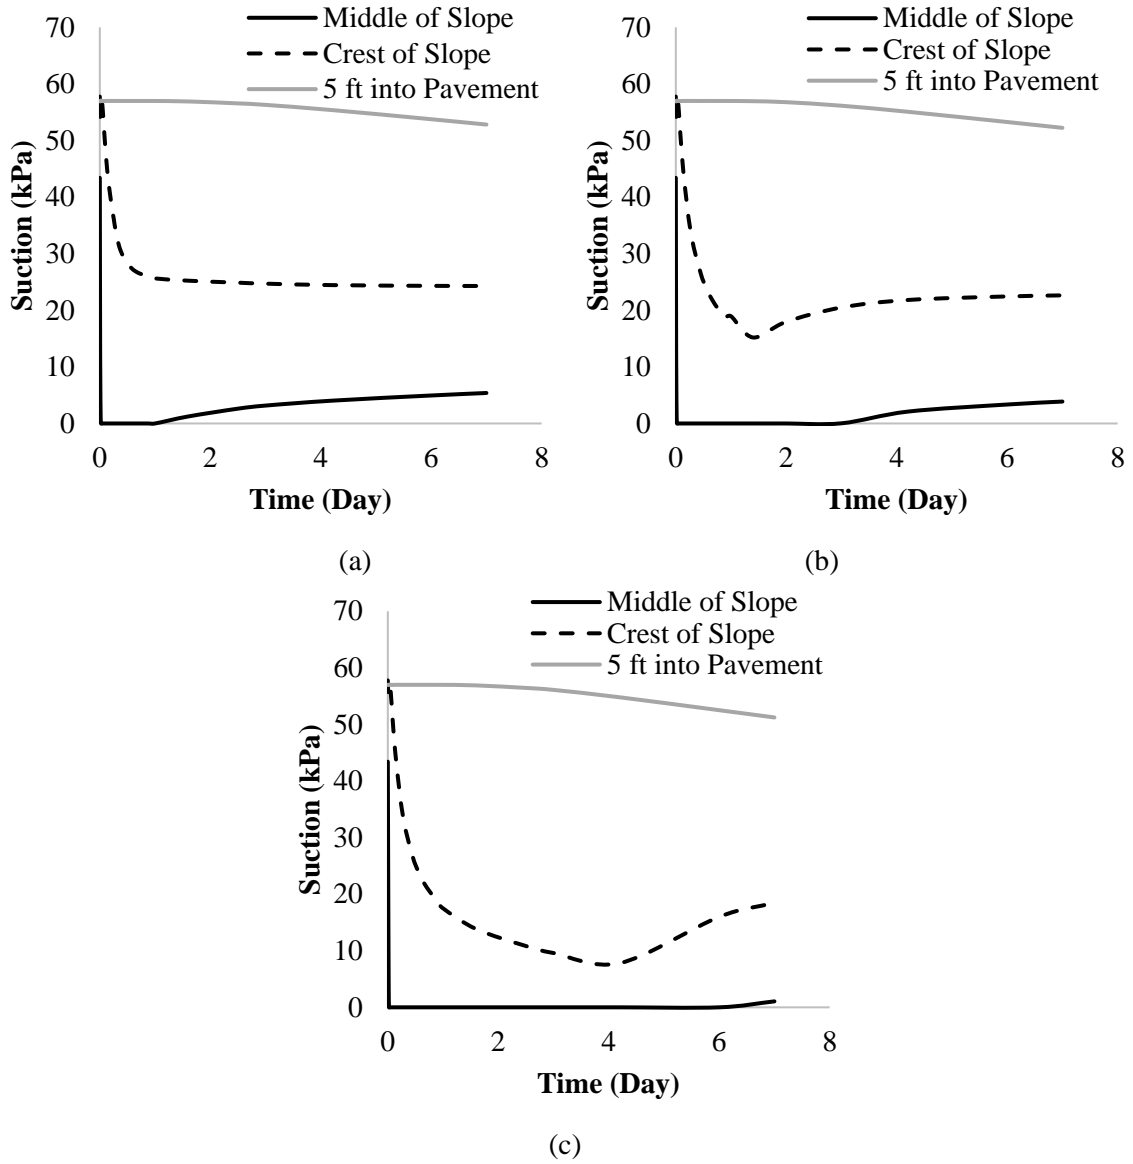 Middle of Slope
Crest of Slope
5 ft into Pavement
70
60
50
40
30
20
10
0
Suction (kPa)
0 2 4 6 8
Time (Day)
(a)
Middle of Slope
Crest of Slope
5 ft into Pavement
70
60
50
40
30
20
10
0
Suction (kPa)
0 2 4 6 8
Time (Day)
(b)
Middle of Slope
Crest of Slope
5 ft into Pavement
70
60
50
40
30
20
10
0
Suction (kPa)
0 2 4 6 8
Time (Day)
(c)